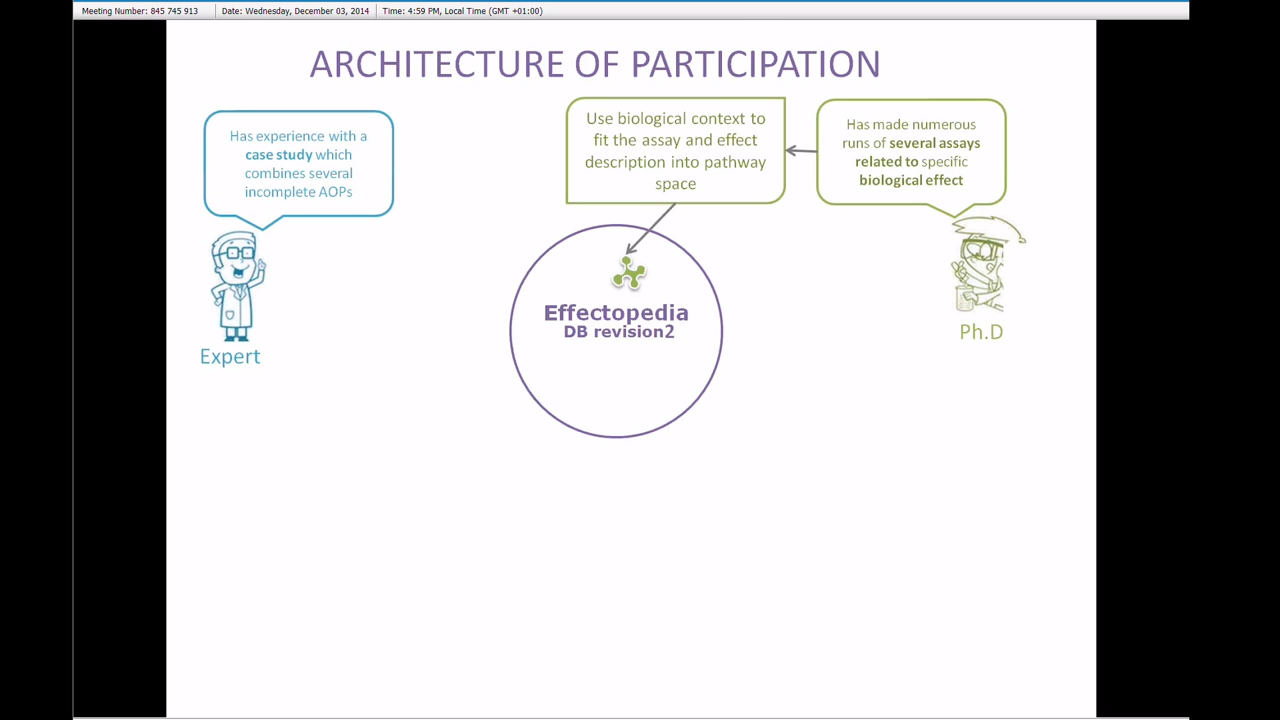 Meeting Number: 845 745 913 Date: Wednesday, December 03, 2014 Time: 4:59 PM, Local Time (GMT +01:00)
ARCHITECTURE OF PARTICIPATION
Has experience with a
case study which
combines several
incomplete AOPs
Expert
Use biological context to
fit the assay and effect
description into pathway
space
Has made numerous
runs of several assays
related to specific
biological effect
Ph.D
Effectopedia
DB revision2